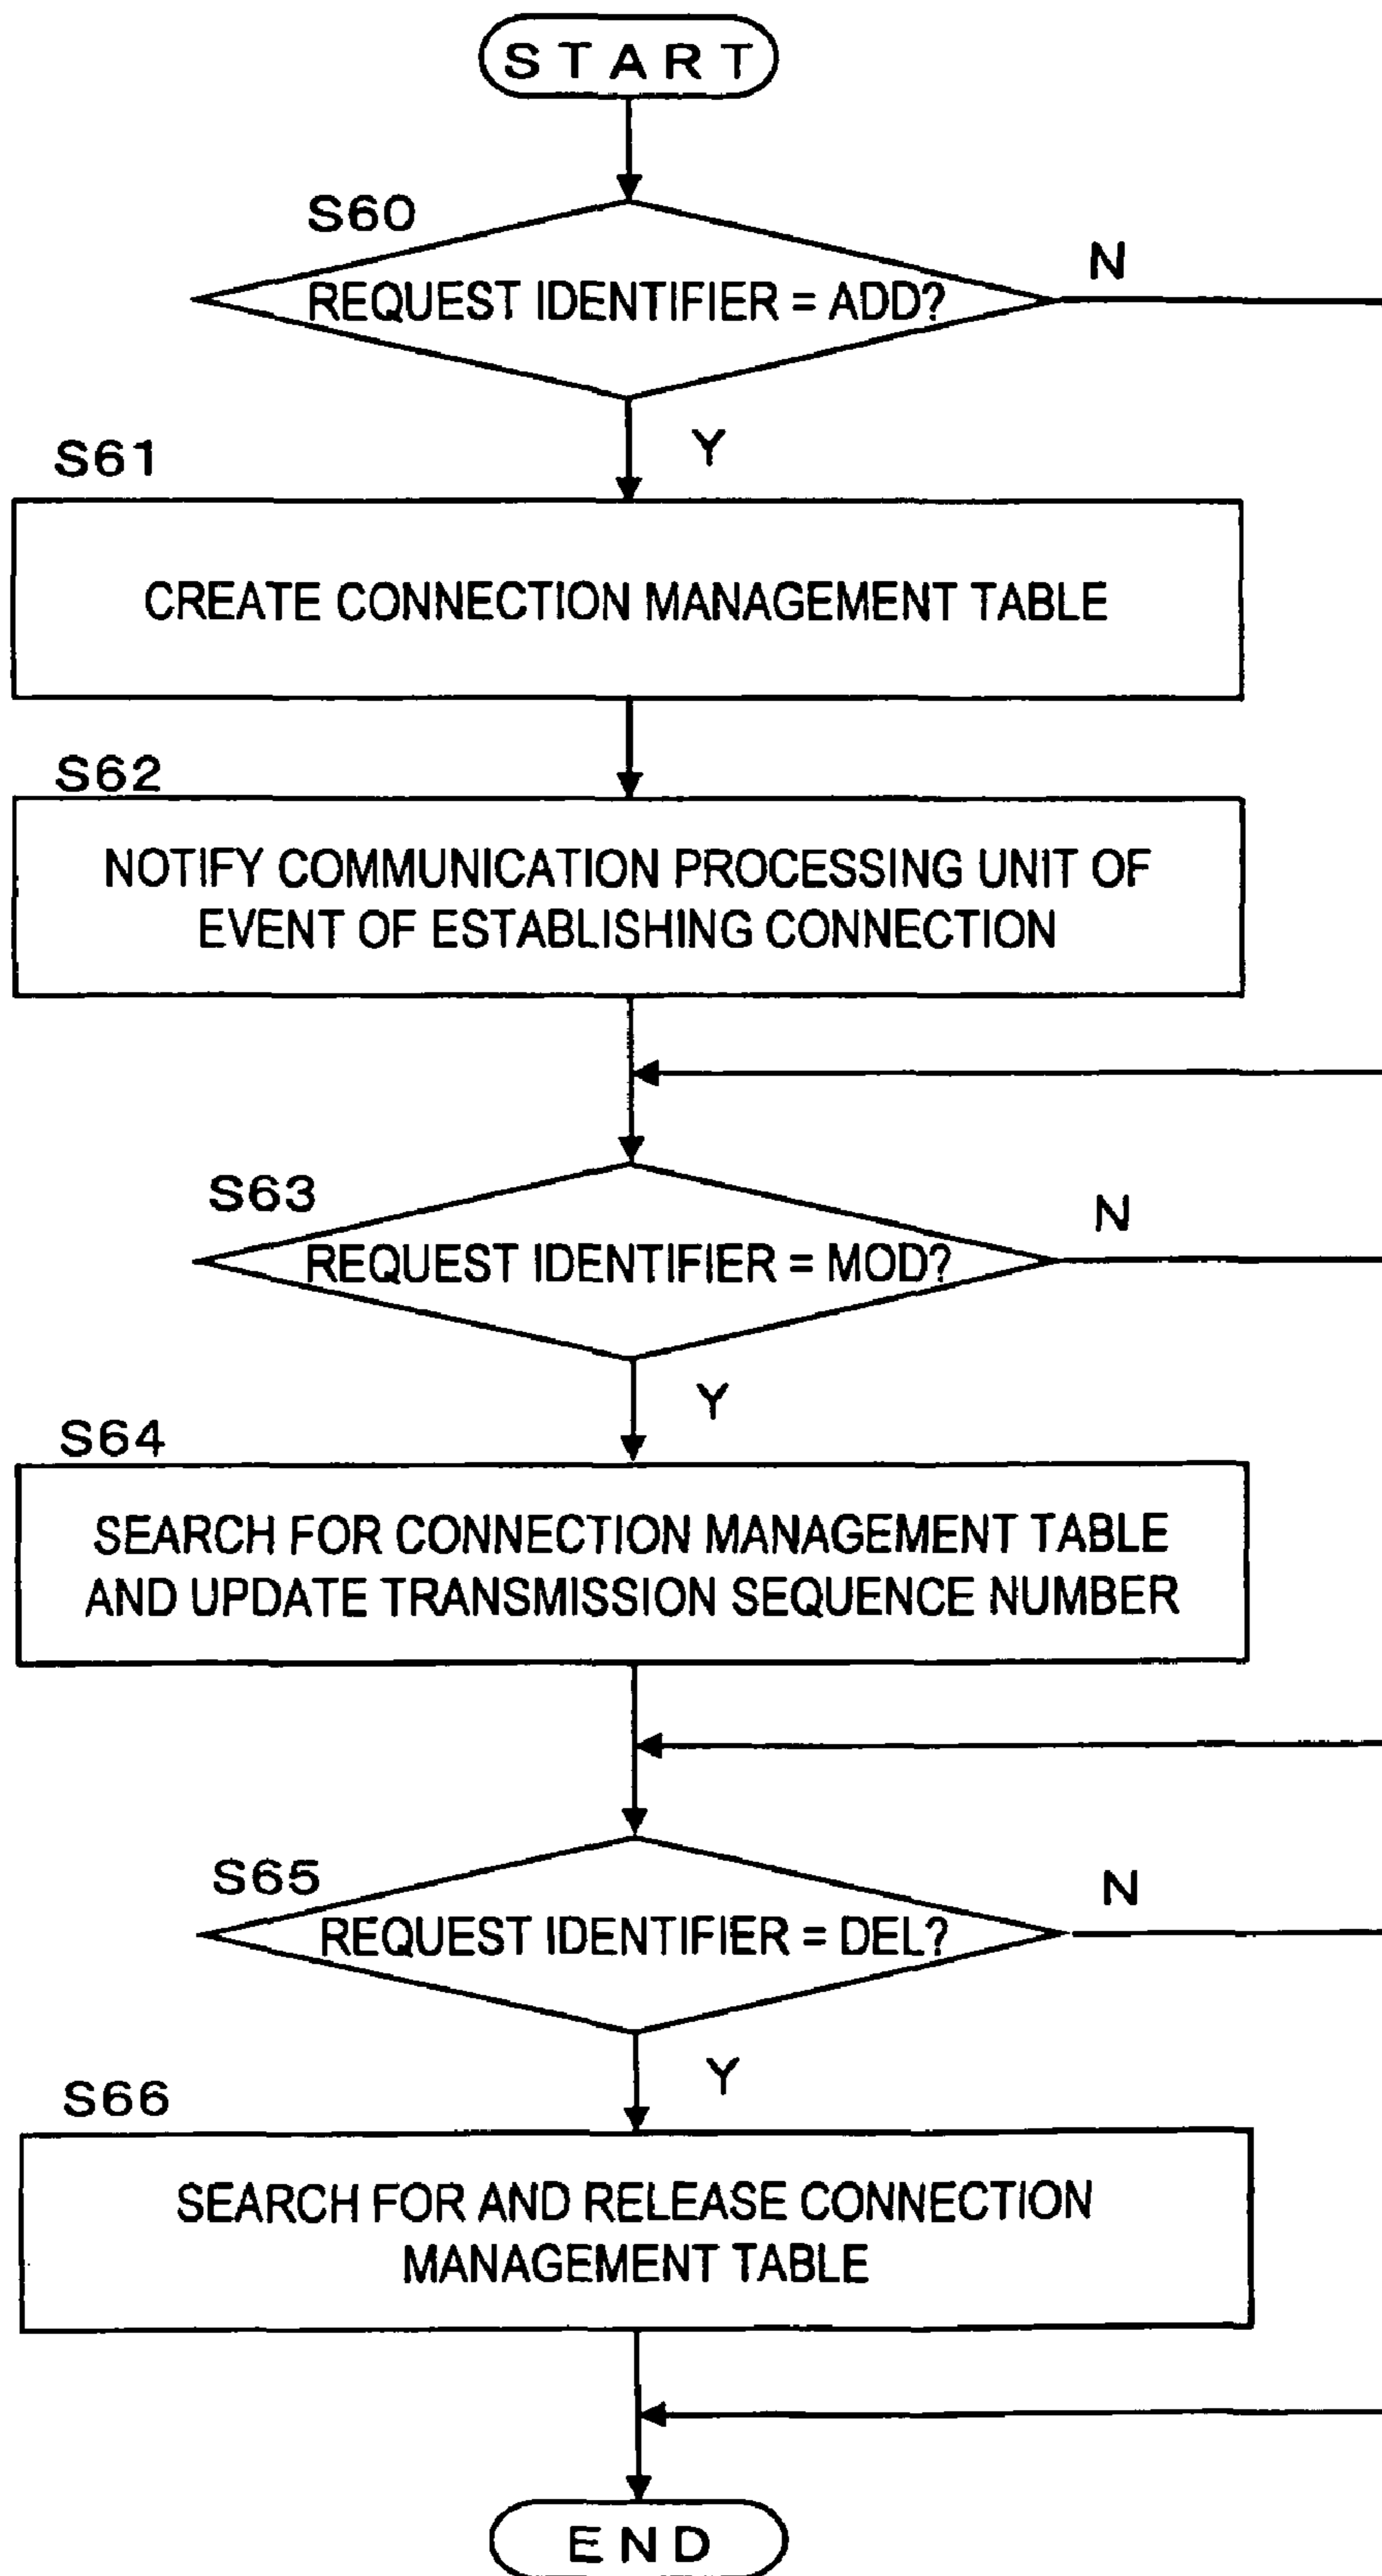 START
S60
REQUEST IDENTIFIER = ADD?
N
Y
S61
CREATE CONNECTION MANAGEMENT TABLE
S62
NOTIFY COMMUNICATION PROCESSING UNIT OF
EVENT OF ESTABLISHING CONNECTION
S63
REQUEST IDENTIFIER = MOD?
N
Y
S64
SEARCH FOR CONNECTION MANAGEMENT TABLE
AND UPDATE TRANSMISSION SEQUENCE NUMBER
S65
REQUEST IDENTIFIER = DEL?
N
Y
S66
SEARCH FOR AND RELEASE CONNECTION
MANAGEMENT TABLE
END